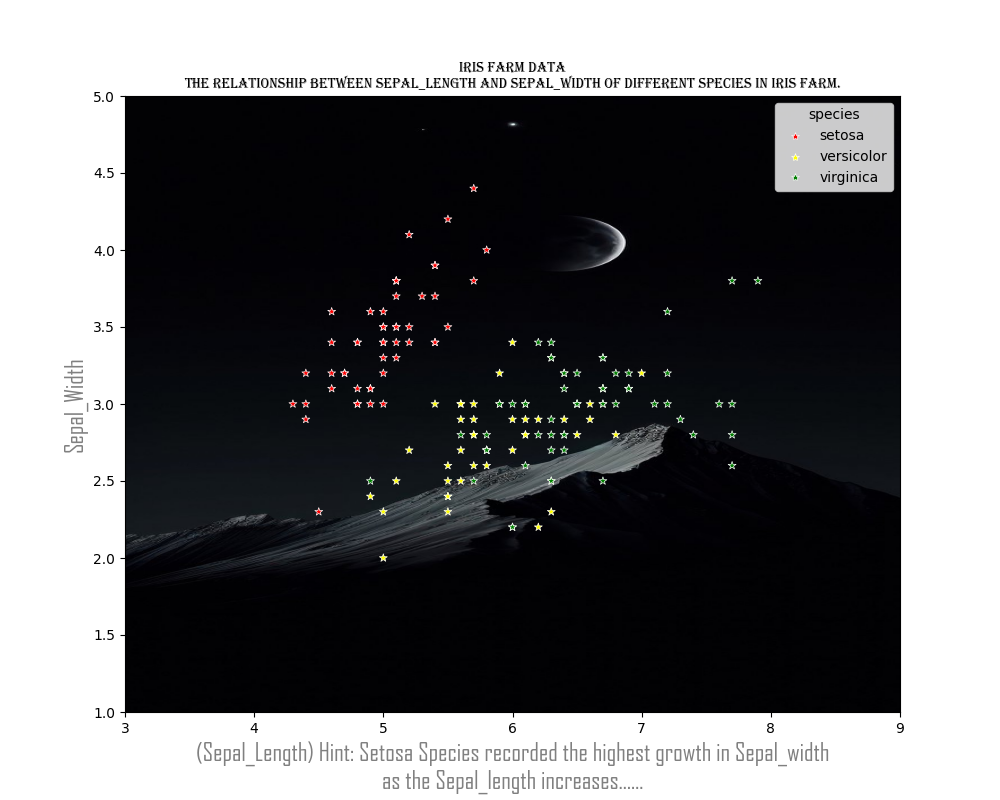 IRIS FARM DATA
THE RELATIONSHIP BETWEEN SEPAL_LENGTH AND SEPAL_WIDTH OF DIFFERENT SPECIES IN IRIS FARM.
species
setosa
versicolor
virginica
Sepal_Width
5.0
4.5
4.0
3.5
3.0
2.5
2.0
1.5
1.0
3 4 5 6 7 8 9
(Sepal_Length) Hint: Setosa Species recorded the highest growth in Sepal_width
as the Sepal_length increases......